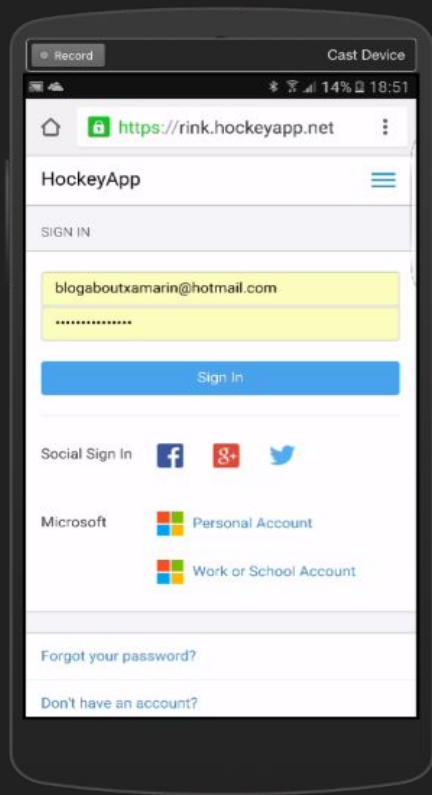 Record
Cast Device
14% 18:51
https://rink.hockeyapp.net
HockeyApp
SIGN IN
blogaboutxamarin@hotmail.com
•••••••••••••••
Sign In
Social Sign In
f
8+
Microsoft
Personal Account
Work or School Account
Forgot your password?
Don't have an account?